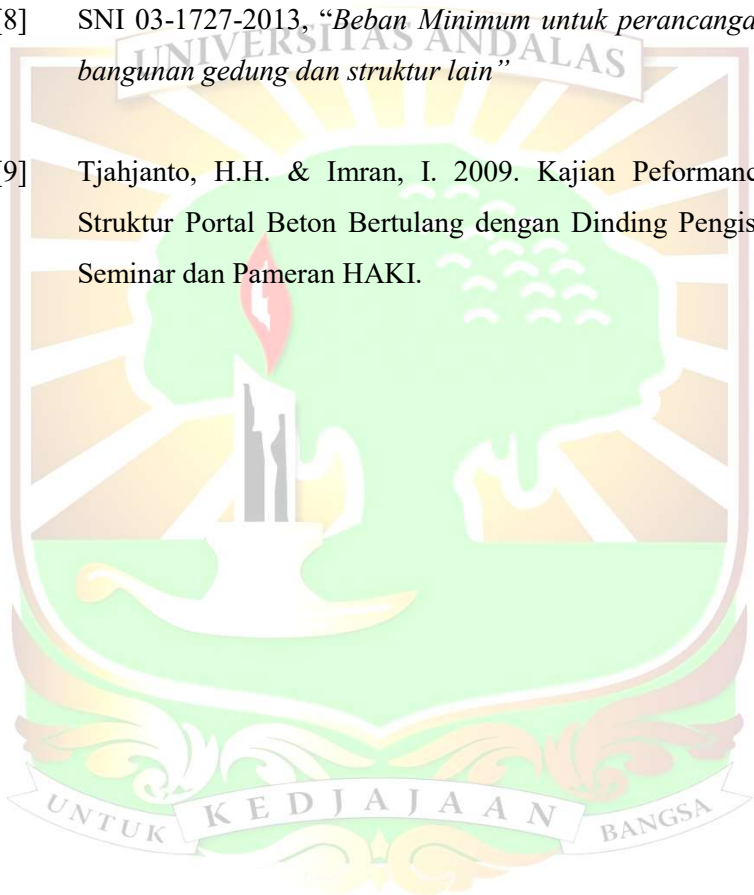 [8] SNI 03-1727-2013, “Beban Minimum untuk perancanga
bangunan gedung dan struktur lain”
UNIVERSITAS ANDALAS
[9] Tjahjanto, H.H. & Imran, I. 2009. Kajian Peformanc
Struktur Portal Beton Bertulang dengan Dinding Pengis
Seminar dan Pameran HAKI.
UNTUK KEDJAJAAN BANGSA